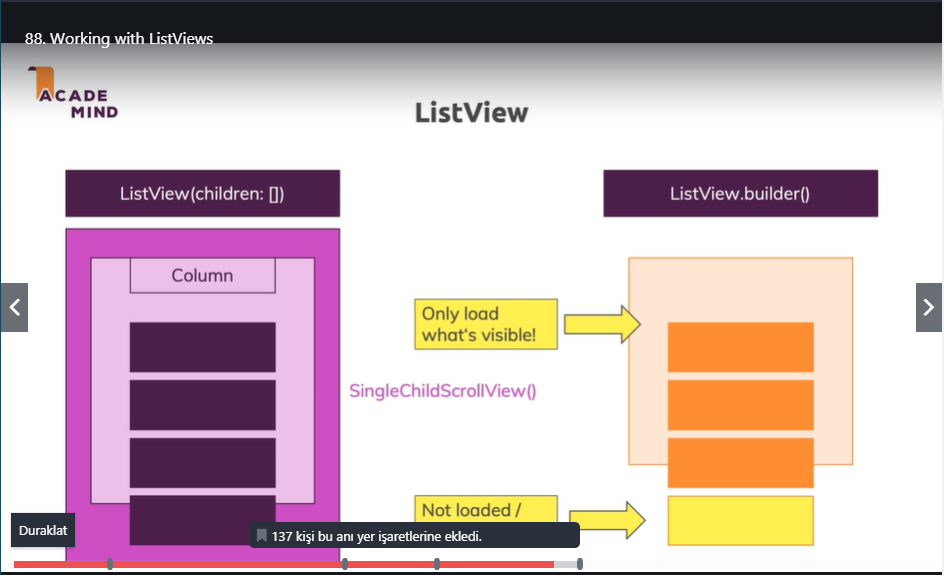 88. Working with ListViews
ACADE
MIND
ListView
ListView(children: [])
ListView.builder()
Column
Only load
what's visible!
SingleChildScrollView()
Not loaded /
Duraklat
137 kişi bu anı yer işaretlerine ekledi.